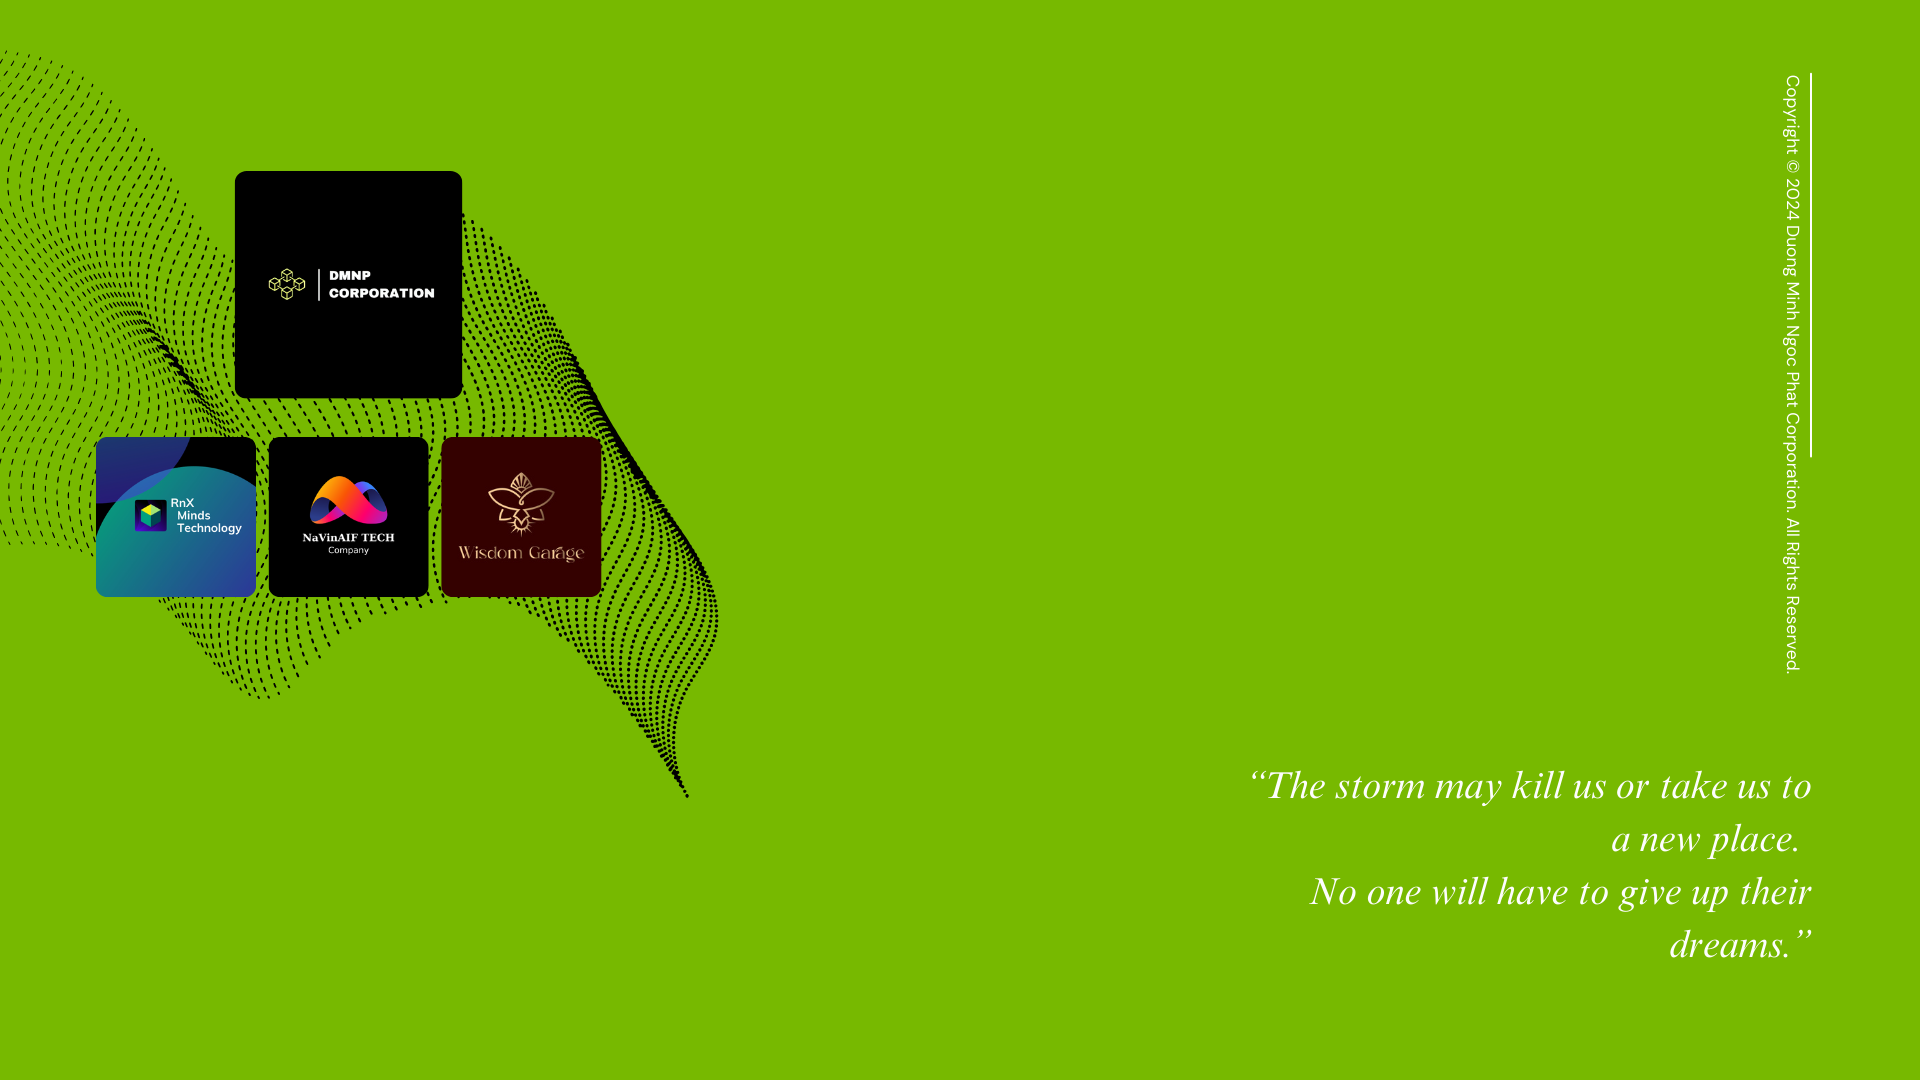 DMNP
CORPORATION
RnX
Minds
Technology
NaVinAIF TECH
Company
Wisdom Garage
Copyright © 2024 Duong Minh Ngoc Phat Corporation. All Rights Reserved.
“The storm may kill us or take us to
a new place.
No one will have to give up their
dreams.”